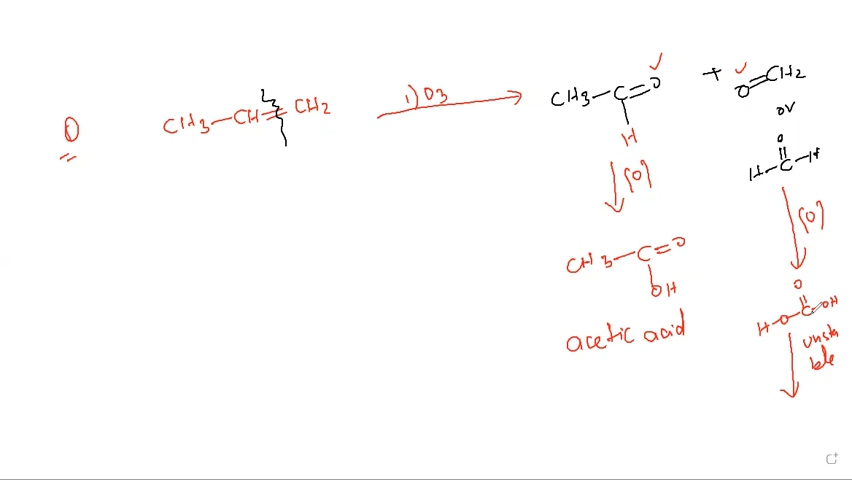 Q
CH3-CH=CH2
1) O3
CH3-C=O
H
+ O=CH2
or
O
H-C-H
(O)
(O)
CH3-C=O
OH
acetic acid
O
H-O-C-OH
unsta
ble